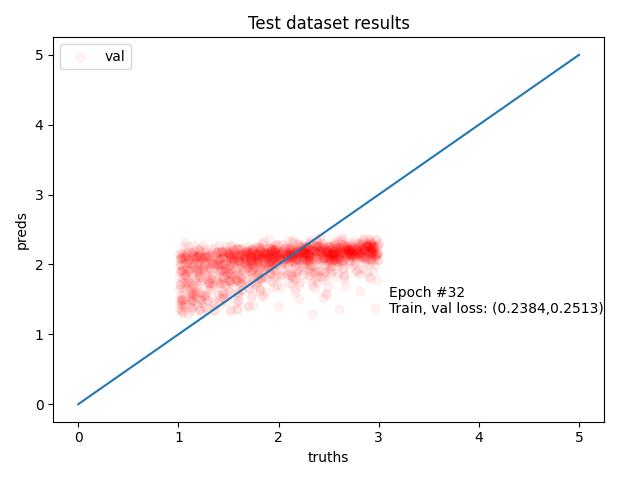 Test dataset results
val
5
4
3
2
1
0
preds
Epoch #32
Train, val loss: (0.2384,0.2513)
0 1 2 3 4 5
truths